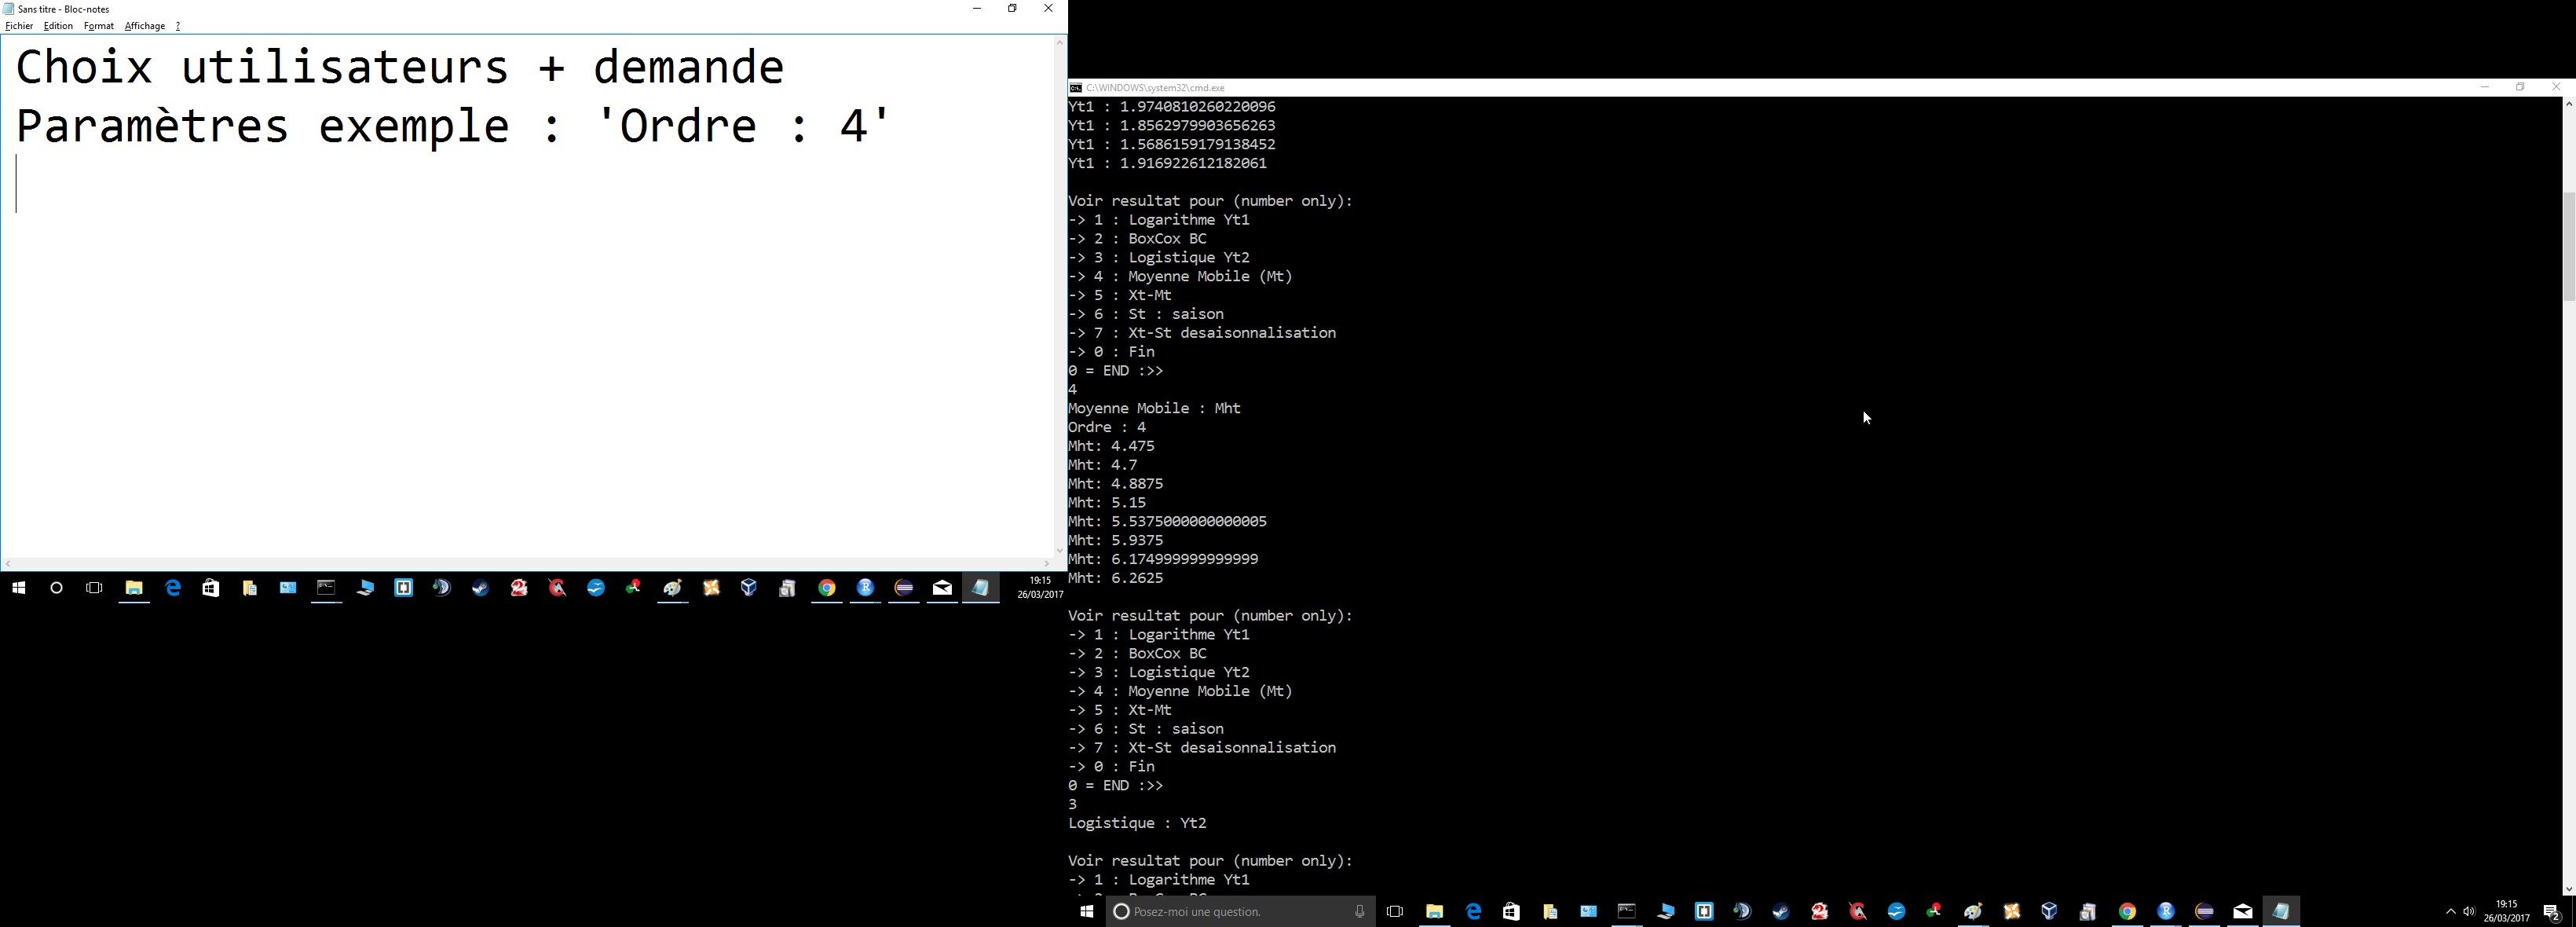 Sans titre - Bloc-notes
Fichier Edition Format Affichage ?
Choix utilisateurs + demande
Paramètres exemple : 'Ordre : 4'
19:15
26/03/2017
C:\WINDOWS\system32\cmd.exe
Yt1 : 1.9740810260220096
Yt1 : 1.8562979903656263
Yt1 : 1.5686159179138452
Yt1 : 1.916922612182061
Voir resultat pour (number only):
-> 1 : Logarithme Yt1
-> 2 : BoxCox BC
-> 3 : Logistique Yt2
-> 4 : Moyenne Mobile (Mt)
-> 5 : Xt-Mt
-> 6 : St : saison
-> 7 : Xt-St desaisonnalisation
-> 0 : Fin
0 = END :>>
4
Moyenne Mobile : Mht
Ordre : 4
Mht: 4.475
Mht: 4.7
Mht: 4.8875
Mht: 5.15
Mht: 5.5375000000000005
Mht: 5.9375
Mht: 6.174999999999999
Mht: 6.2625
Voir resultat pour (number only):
-> 1 : Logarithme Yt1
-> 2 : BoxCox BC
-> 3 : Logistique Yt2
-> 4 : Moyenne Mobile (Mt)
-> 5 : Xt-Mt
-> 6 : St : saison
-> 7 : Xt-St desaisonnalisation
-> 0 : Fin
0 = END :>>
3
Logistique : Yt2
Voir resultat pour (number only):
-> 1 : Logarithme Yt1
Posez-moi une question.
19:15
26/03/2017
2